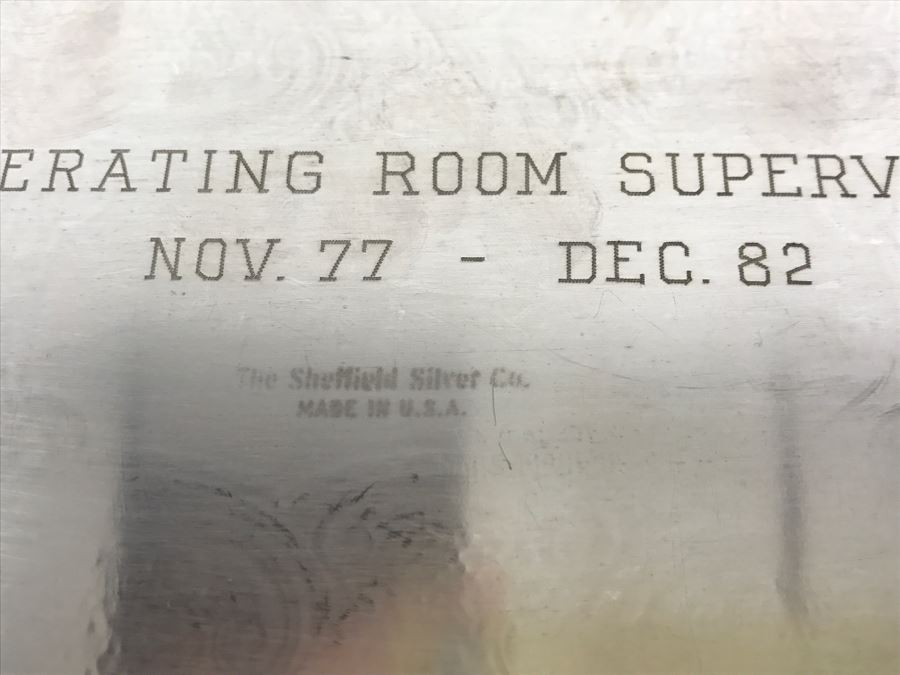 ERATING ROOM SUPERV
NOV. 77 - DEC. 82
The Sheffield Silver Co.
MADE IN U.S.A.